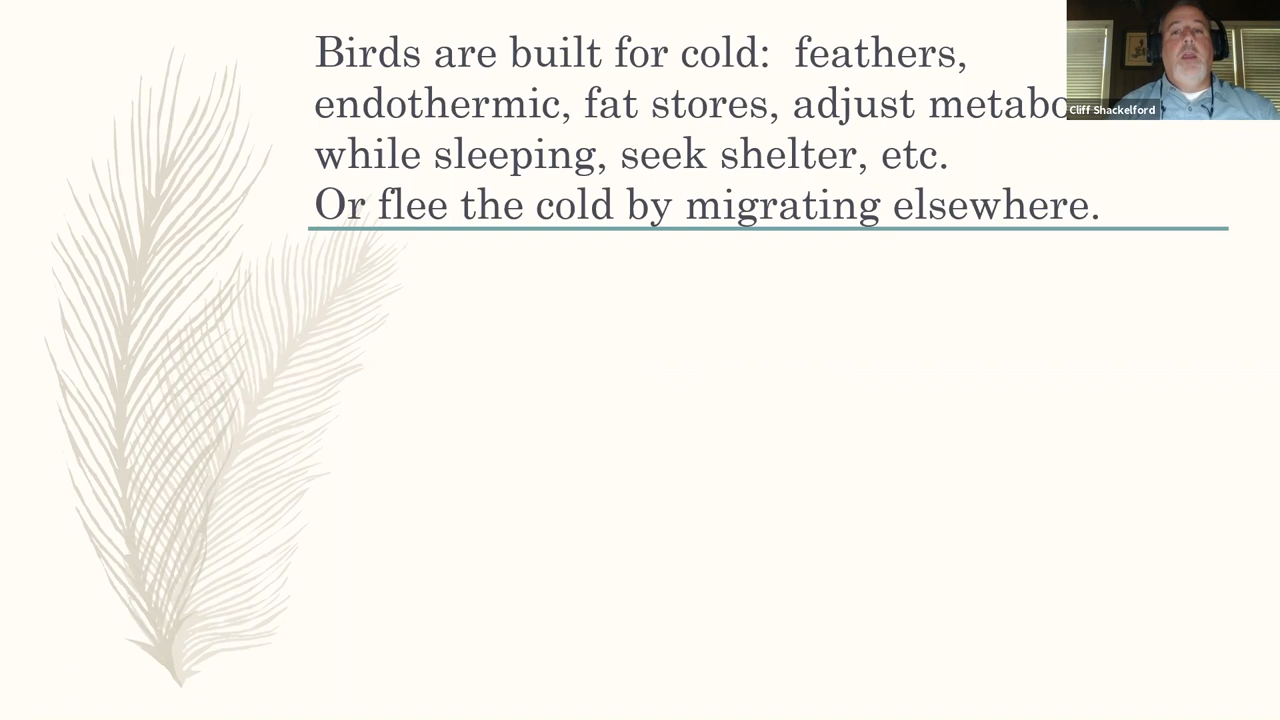 Birds are built for cold:  feathers,
endothermic, fat stores, adjust
while sleeping, seek shelter, etc.
Or flee the cold by migrating elsewhere.
Cliff Shackelford